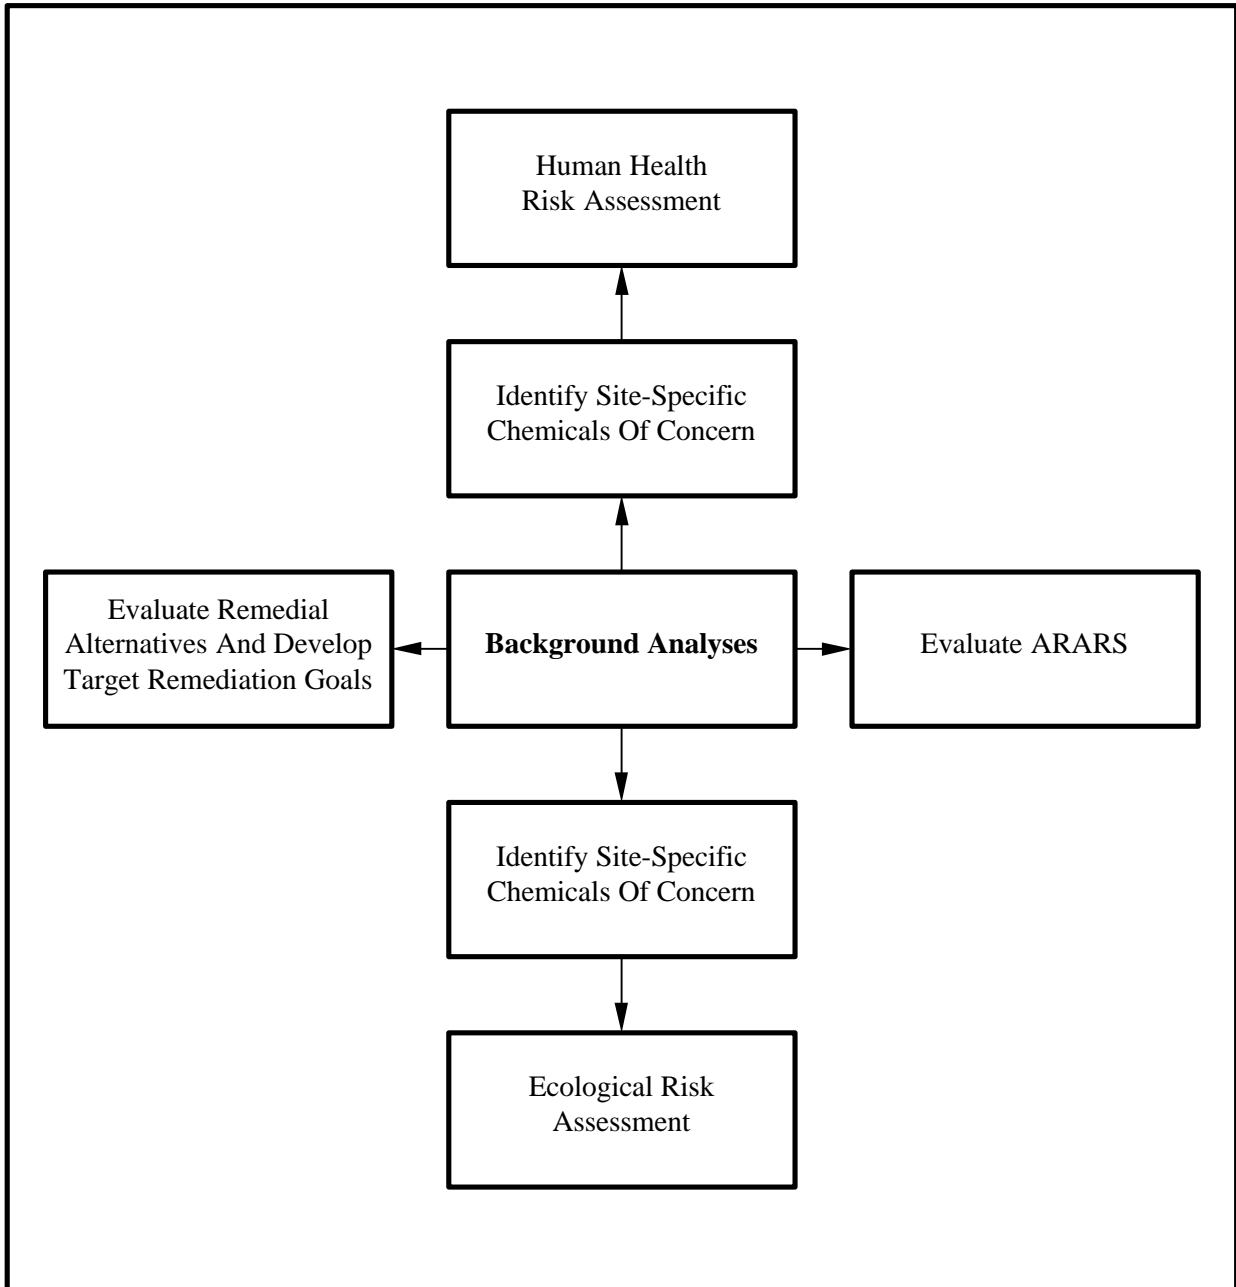 Human Health
Risk Assessment
Identify Site-Specific
Chemicals Of Concern
Evaluate Remedial
Alternatives And Develop
Target Remediation Goals
Background Analyses
Evaluate ARARS
Identify Site-Specific
Chemicals Of Concern
Ecological Risk
Assessment